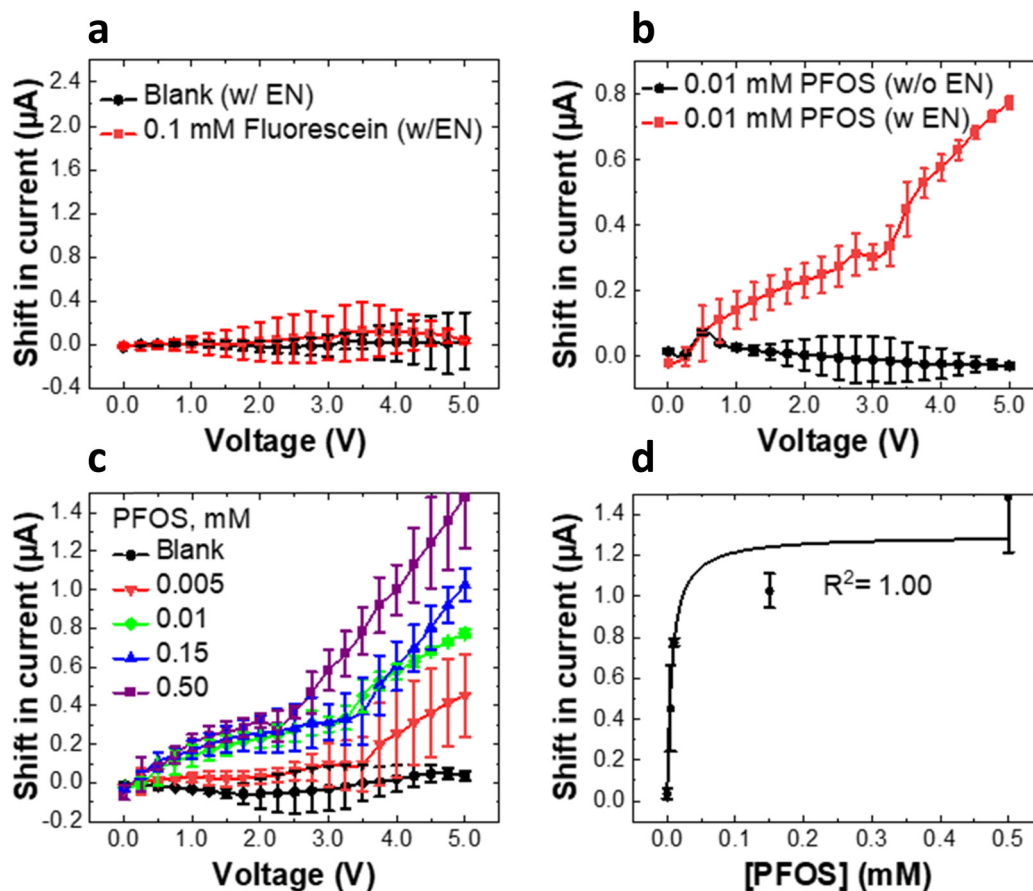 a
Shift in current (µA)
2.4
2.0
1.6
1.2
0.8
0.4
0.0
-0.4
Blank (w/ EN)
0.1 mM Fluorescein (w/EN)
0.0 1.0 2.0 3.0 4.0 5.0
Voltage (V)
b
Shift in current (µA)
0.8
0.6
0.4
0.2
0.0
0.01 mM PFOS (w/o EN)
0.01 mM PFOS (w EN)
0.0 1.0 2.0 3.0 4.0 5.0
Voltage (V)
c
Shift in current (µA)
1.4
1.2
1.0
0.8
0.6
0.4
0.2
0.0
-0.2
PFOS, mM
Blank
0.005
0.01
0.15
0.50
0.0 1.0 2.0 3.0 4.0 5.0
Voltage (V)
d
Shift in current (µA)
1.4
1.2
1.0
0.8
0.6
0.4
0.2
0.0
R²= 1.00
0.0 0.1 0.2 0.3 0.4 0.5
[PFOS] (mM)